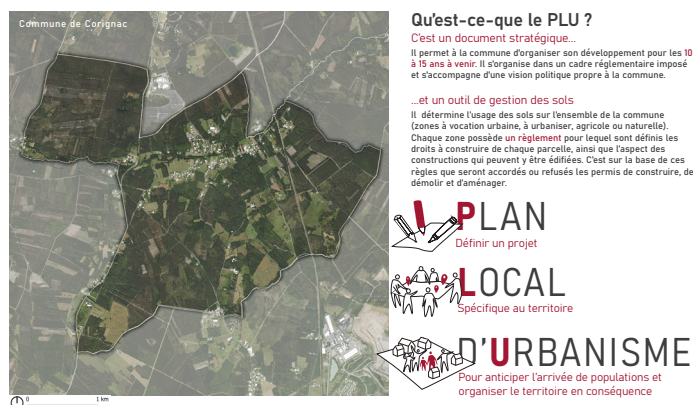 Commune de Corignac
0 1 km
Qu'est-ce-que le PLU ?
C'est un document stratégique...
Il permet à la commune d'organiser son développement pour les 10
à 15 ans à venir. Il s'organise dans un cadre réglementaire imposé
et s'accompagne d'une vision politique propre à la commune.
...et un outil de gestion des sols
Il détermine l'usage des sols sur l'ensemble de la commune
(zones à vocation urbaine, à urbaniser, agricole ou naturelle).
Chaque zone possède un règlement pour lequel sont définis les
droits à construire de chaque parcelle, ainsi que l'aspect des
constructions qui peuvent y être édifiées. C'est sur la base de ces
règles que seront accordés ou refusés les permis de construire, de
démolir et d'aménager.
PLAN
Définir un projet
LOCAL
Spécifique au territoire
D'URBANISME
Pour anticiper l'arrivée de populations et
organiser le territoire en conséquence